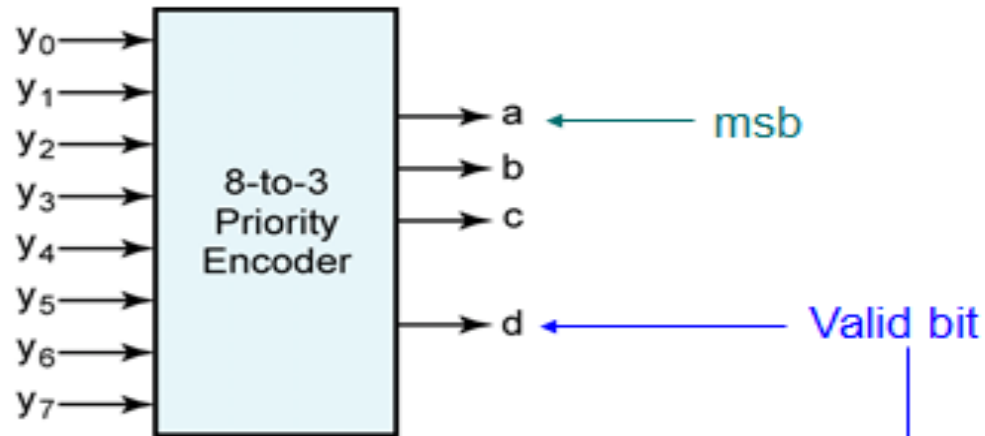 y₀
y₁
y₂
y₃
y₄
y₅
y₆
y₇
8-to-3
Priority
Encoder
a
b
c
d
msb
Valid bit